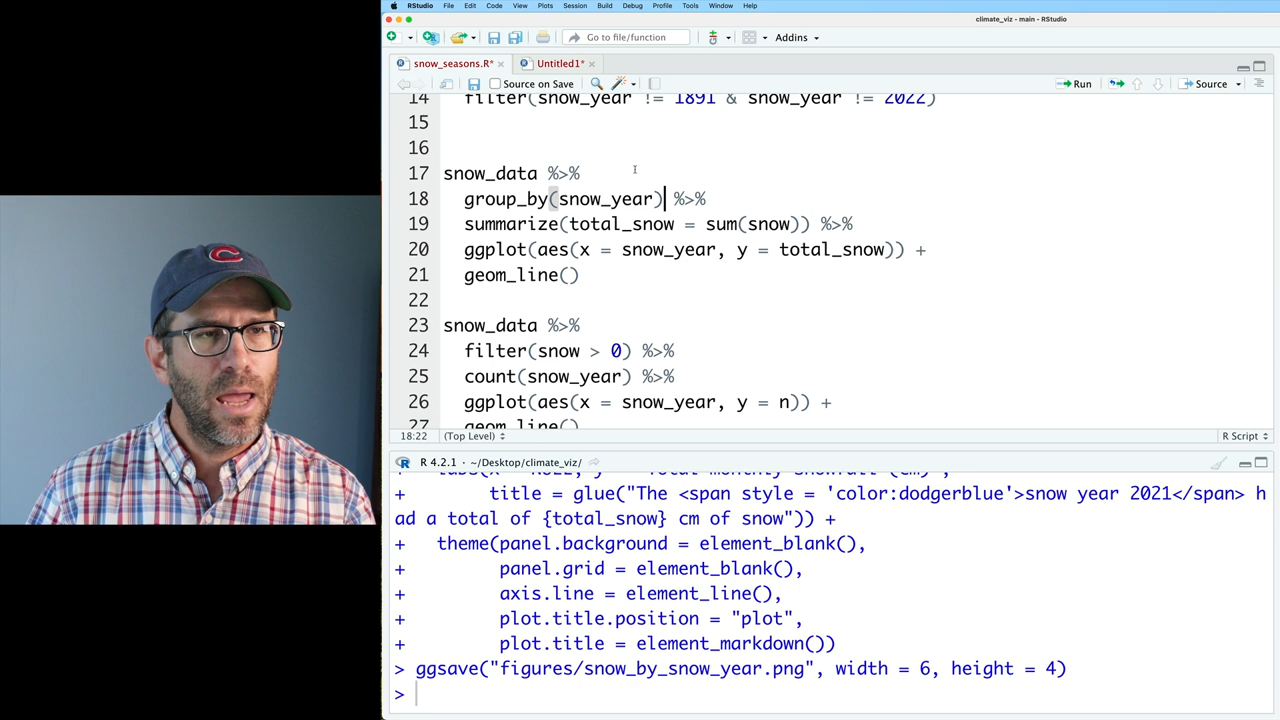 RStudio File Edit Code View Plots Session Build Debug Profile Tools Window Help
climate_viz - main - RStudio
Go to file/function Addins
snow_seasons.R* Untitled1*
Source on Save Run Source
14 filter(snow_year != 1891 & snow_year != 2022)
15
16
17 snow_data %>%
18 group_by(snow_year) %>%
19 summarize(total_snow = sum(snow)) %>%
20 ggplot(aes(x = snow_year, y = total_snow)) +
21 geom_line()
22
23 snow_data %>%
24 filter(snow > 0) %>%
25 count(snow_year) %>%
26 ggplot(aes(x = snow_year, y = n)) +
27 geom_line()
18:22 (Top Level) R Script
R 4.2.1 · ~/Desktop/climate_viz/
+ title = glue("The <span style = 'color:dodgerblue'>snow year 2021</span> h
ad a total of {total_snow} cm of snow")) +
+ theme(panel.background = element_blank(),
+ panel.grid = element_blank(),
+ axis.line = element_line(),
+ plot.title.position = "plot",
+ plot.title = element_markdown())
> ggsave("figures/snow_by_snow_year.png", width = 6, height = 4)
>